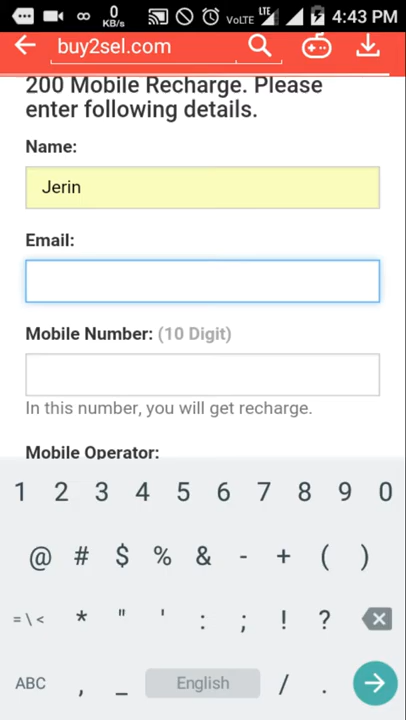 0
KB/s
VoLTE
LTE
4:43 PM
buy2sel.com
200 Mobile Recharge. Please
enter following details.
Name:
Jerin
Email:
Mobile Number: (10 Digit)
In this number, you will get recharge.
Mobile Operator:
1 2 3 4 5 6 7 8 9 0
@ # $ % & - + ( )
= \ < * " ' : ; ! ?
ABC , _ English / .